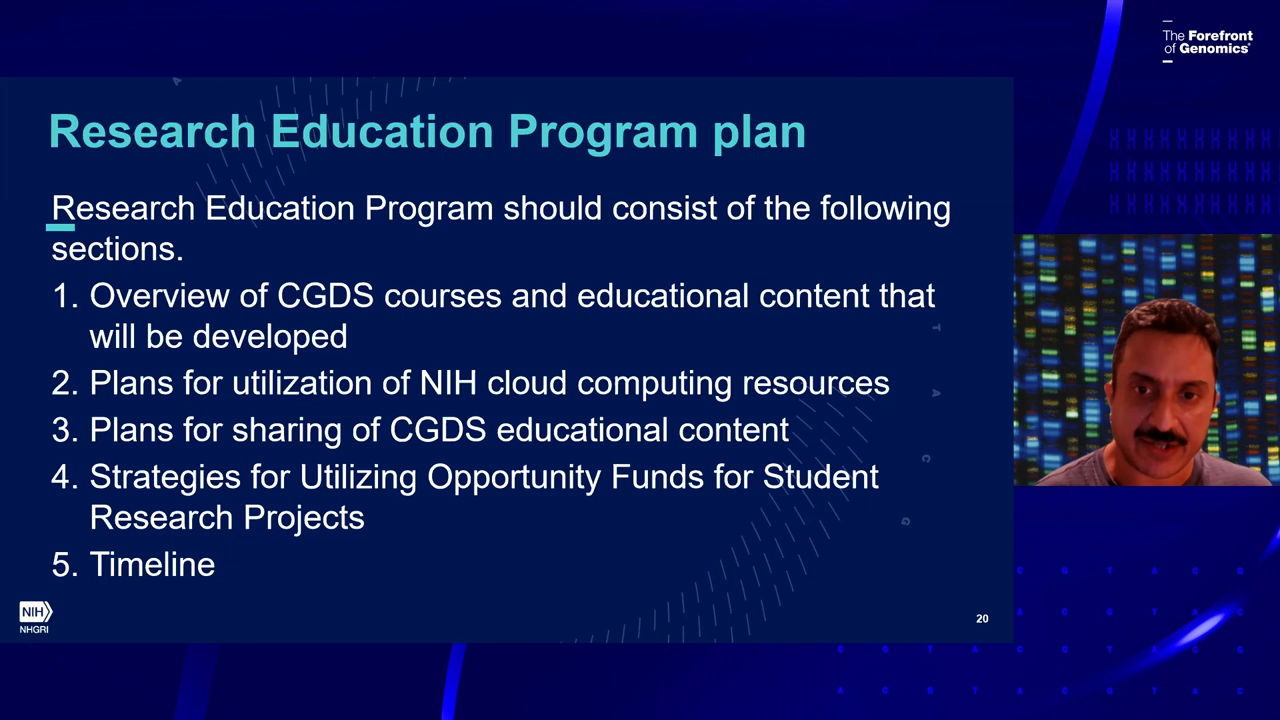 The Forefront
of Genomics®
Research Education Program plan
Research Education Program should consist of the following
sections.
1. Overview of CGDS courses and educational content that
will be developed
2. Plans for utilization of NIH cloud computing resources
3. Plans for sharing of CGDS educational content
4. Strategies for Utilizing Opportunity Funds for Student
Research Projects
5. Timeline
NIH
NHGRI
20